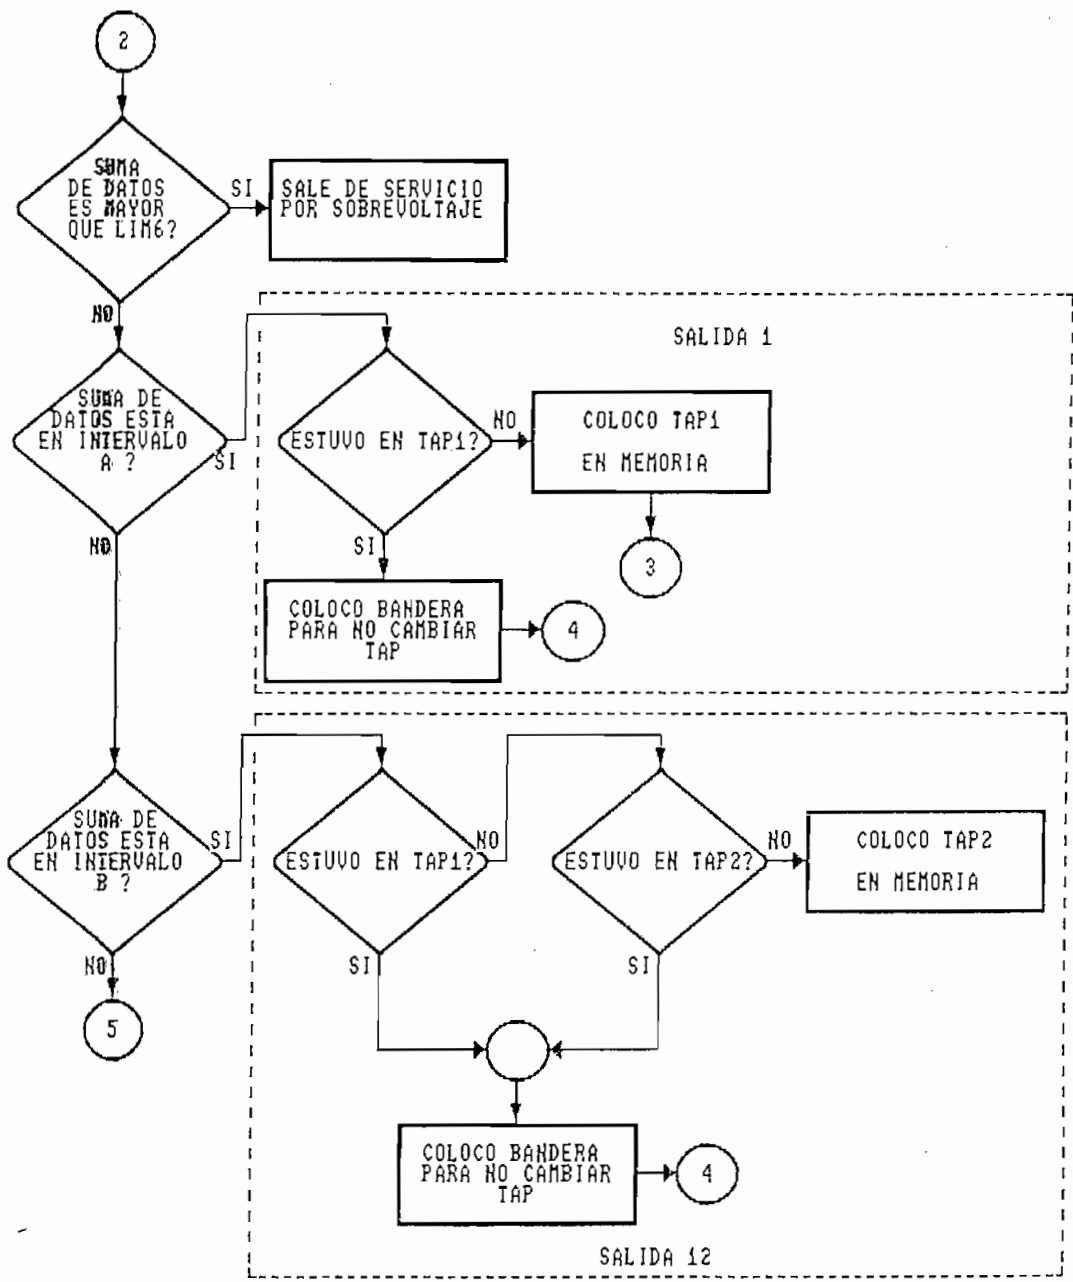 2
SUMA
DE DATOS
ES MAYOR
QUE LIM6?
SI
SALE DE SERVICIO
POR SOBREVOLTAJE
NO
SALIDA 1
SUMA DE
DATOS ESTA
EN INTERVALO
A ?
SI
ESTUVO EN TAP1?
NO
COLOCO TAP1
EN MEMORIA
NO
SI
3
COLOCO BANDERA
PARA NO CAMBIAR
TAP
4
SUMA DE
DATOS ESTA
EN INTERVALO
B ?
SI
ESTUVO EN TAP1?
NO
ESTUVO EN TAP2?
NO
COLOCO TAP2
EN MEMORIA
NO
SI
SI
5
COLOCO BANDERA
PARA NO CAMBIAR
TAP
4
SALIDA 12